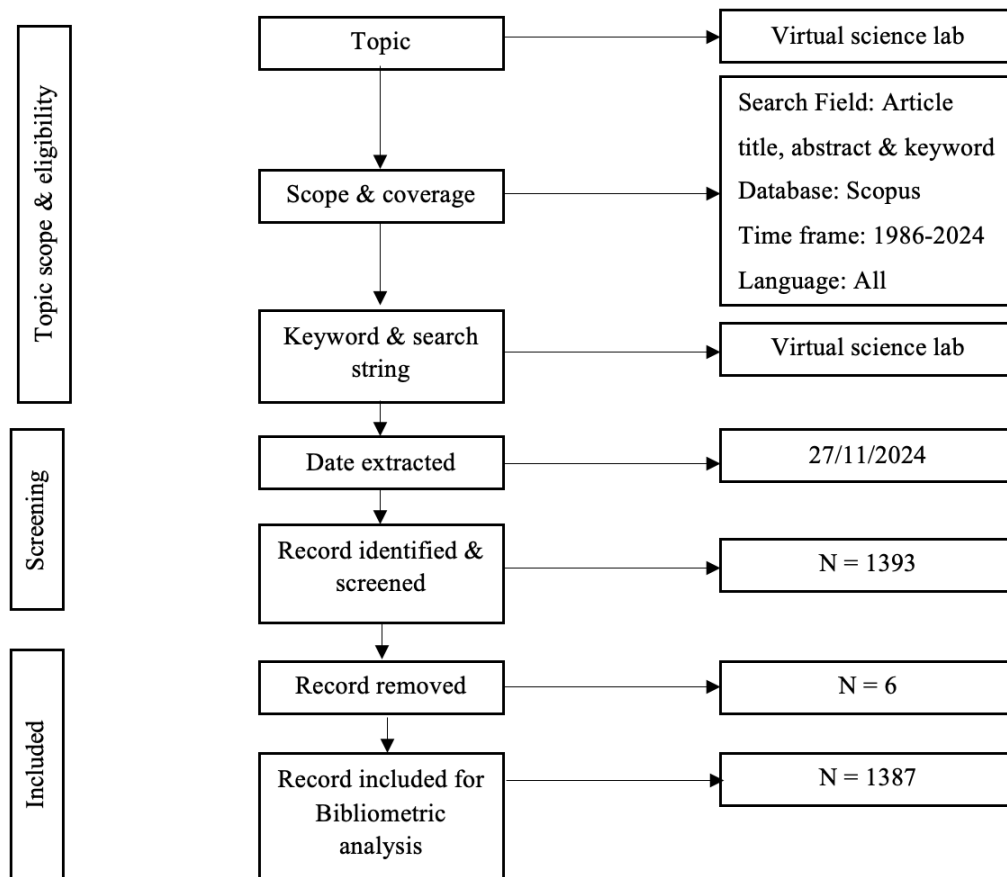 Topic scope & eligibility
Topic
Virtual science lab
Scope & coverage
Search Field: Article
title, abstract & keyword
Database: Scopus
Time frame: 1986-2024
Language: All
Keyword & search
string
Virtual science lab
Screening
Date extracted
27/11/2024
Record identified &
screened
N = 1393
Included
Record removed
N = 6
Record included for
Bibliometric
analysis
N = 1387